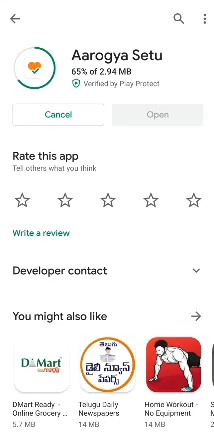 Aarogya Setu
65% of 2.94 MB
Verified by Play Protect
Cancel
Open
Rate this app
Tell others what you think
Write a review
Developer contact
You might also like
D Mart
తెలుగు
డైలీ న్యూస్
పేపర్స్
DMart Ready -
Online Grocery ...
5.7 MB
Telugu Daily
Newspapers
14 MB
Home Workout -
No Equipment
14 MB